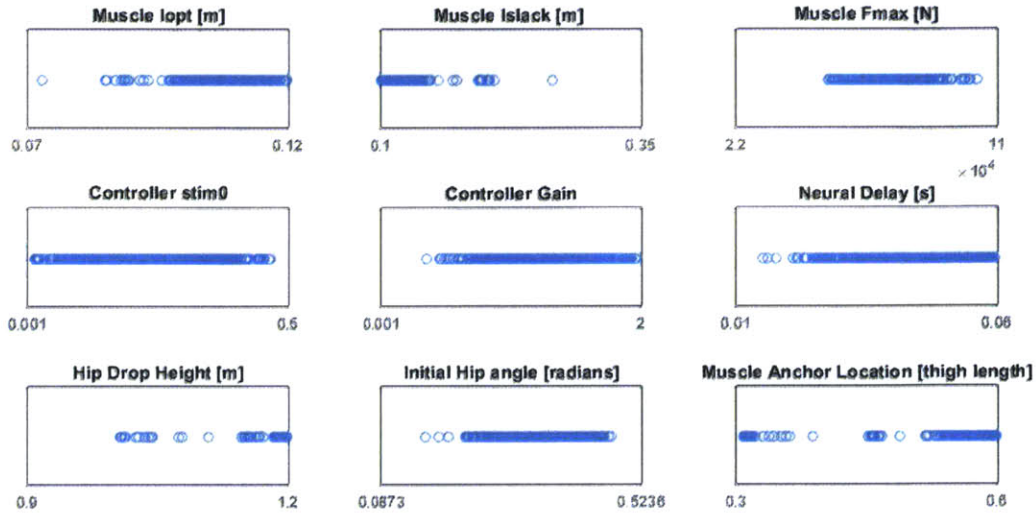 Muscle lopt [m] Muscle lslack [m] Muscle Fmax [N]
0.07 0.12 0.1 0.35 2.2 11
× 10⁴
Controller stim0 Controller Gain Neural Delay [s]
0.001 0.5 0.001 2 0.01 0.06
Hip Drop Height [m] Initial Hip angle [radians] Muscle Anchor Location [thigh length]
0.9 1.2 0.0873 0.5236 0.3 0.6